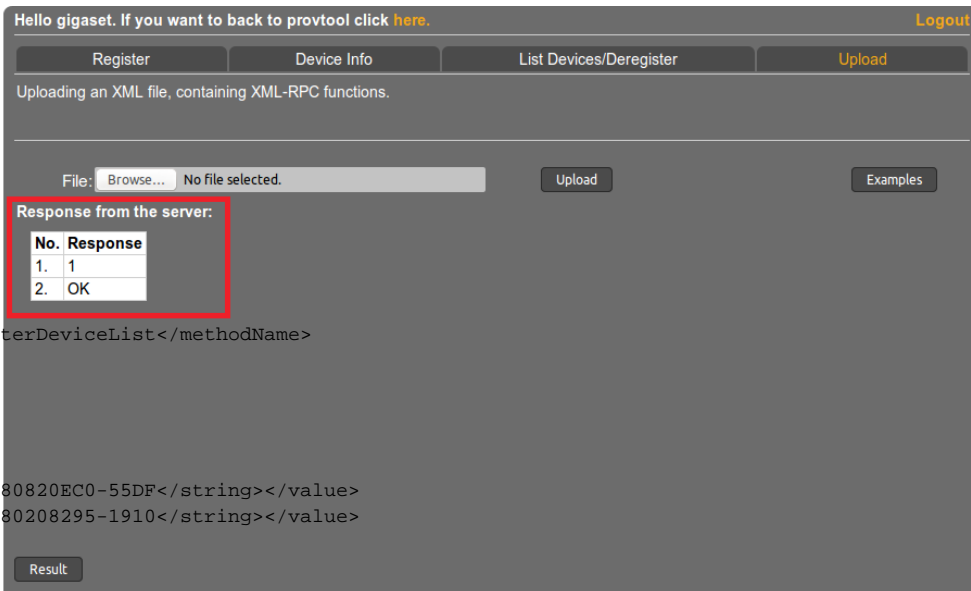 Hello gigaset. If you want to back to provtool click here. Logout
Register Device Info List Devices/Deregister Upload
Uploading an XML file, containing XML-RPC functions.
File: Browse... No file selected. Upload Examples
Response from the server:
No. Response
1. 1
2. OK
terDeviceList</methodName>
80820EC0-55DF</string></value>
80208295-1910</string></value>
Result